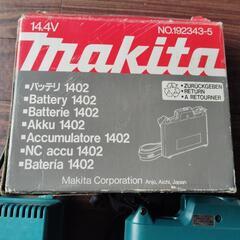 14.4V
NO.192343-5
makita
ZURÜCKGEBEN
RETURN
A RETOURNER
■バッテリ 1402
■Battery 1402
■Batterie 1402
■Akku 1402
■Accumulatore 1402
■NC accu 1402
■Bateria 1402
Makita Corporation Anjo, Aichi, Japan